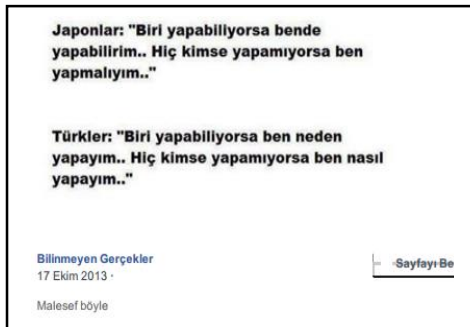 Japonlar: "Biri yapabiliyorsa bende
yapabilirim.. Hiç kimse yapamıyorsa ben
yapmalıyım.."
Türkler: "Biri yapabiliyorsa ben neden
yapayım.. Hiç kimse yapamıyorsa ben nasıl
yapayım.."
Bilinmeyen Gerçekler
17 Ekim 2013 ·
Sayfayı Be
Malesef böyle